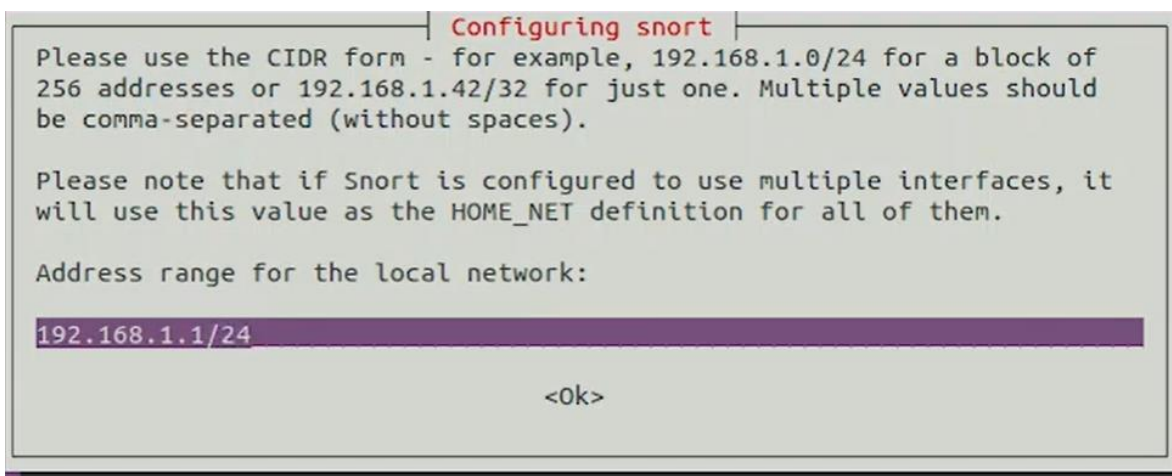 Configuring snort
Please use the CIDR form - for example, 192.168.1.0/24 for a block of
256 addresses or 192.168.1.42/32 for just one. Multiple values should
be comma-separated (without spaces).
Please note that if Snort is configured to use multiple interfaces, it
will use this value as the HOME_NET definition for all of them.
Address range for the local network:
192.168.1.1/24
<Ok>